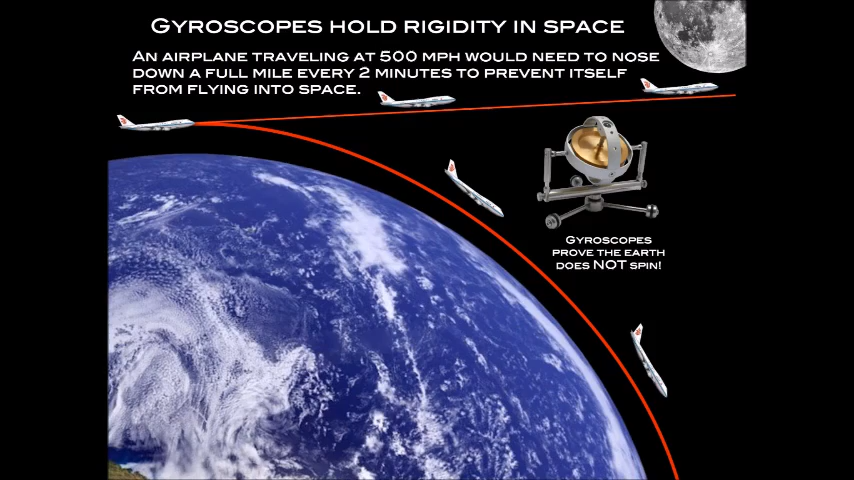 Gyroscopes hold rigidity in space
An airplane traveling at 500 mph would need to nose
down a full mile every 2 minutes to prevent itself
from flying into space.
Gyroscopes
prove the earth
does NOT spin!